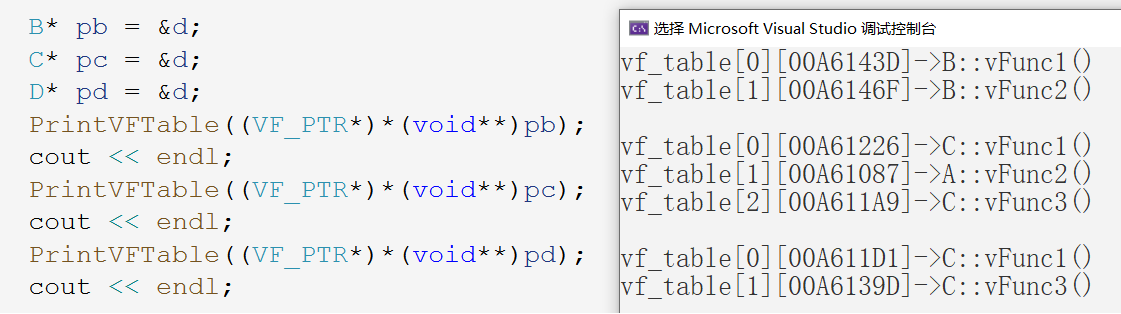 B* pb = &d;
C* pc = &d;
D* pd = &d;
PrintVFTable((VF_PTR*)*(void**)pb);
cout << endl;
PrintVFTable((VF_PTR*)*(void**)pc);
cout << endl;
PrintVFTable((VF_PTR*)*(void**)pd);
cout << endl;
选择 Microsoft Visual Studio 调试控制台
vf_table[0][00A6143D]->B::vFunc1()
vf_table[1][00A6146F]->B::vFunc2()
vf_table[0][00A61226]->C::vFunc1()
vf_table[1][00A61087]->A::vFunc2()
vf_table[2][00A611A9]->C::vFunc3()
vf_table[0][00A611D1]->C::vFunc1()
vf_table[1][00A6139D]->C::vFunc3()